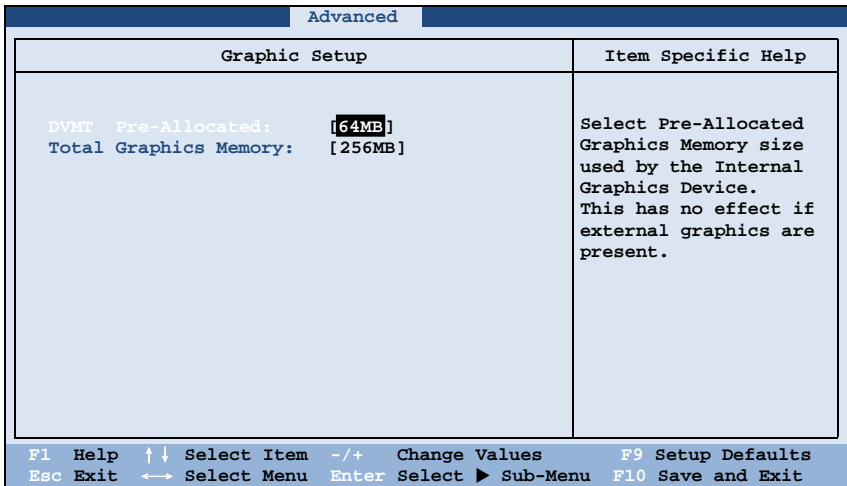 Advanced
Graphic Setup
Item Specific Help
DVMT Pre-Allocated: [64MB]
Total Graphics Memory: [256MB]
Select Pre-Allocated
Graphics Memory size
used by the Internal
Graphics Device.
This has no effect if
external graphics are
present.
F1 Help ↑↓ Select Item -/+ Change Values F9 Setup Defaults
Esc Exit ←→ Select Menu Enter Select ▶ Sub-Menu F10 Save and Exit